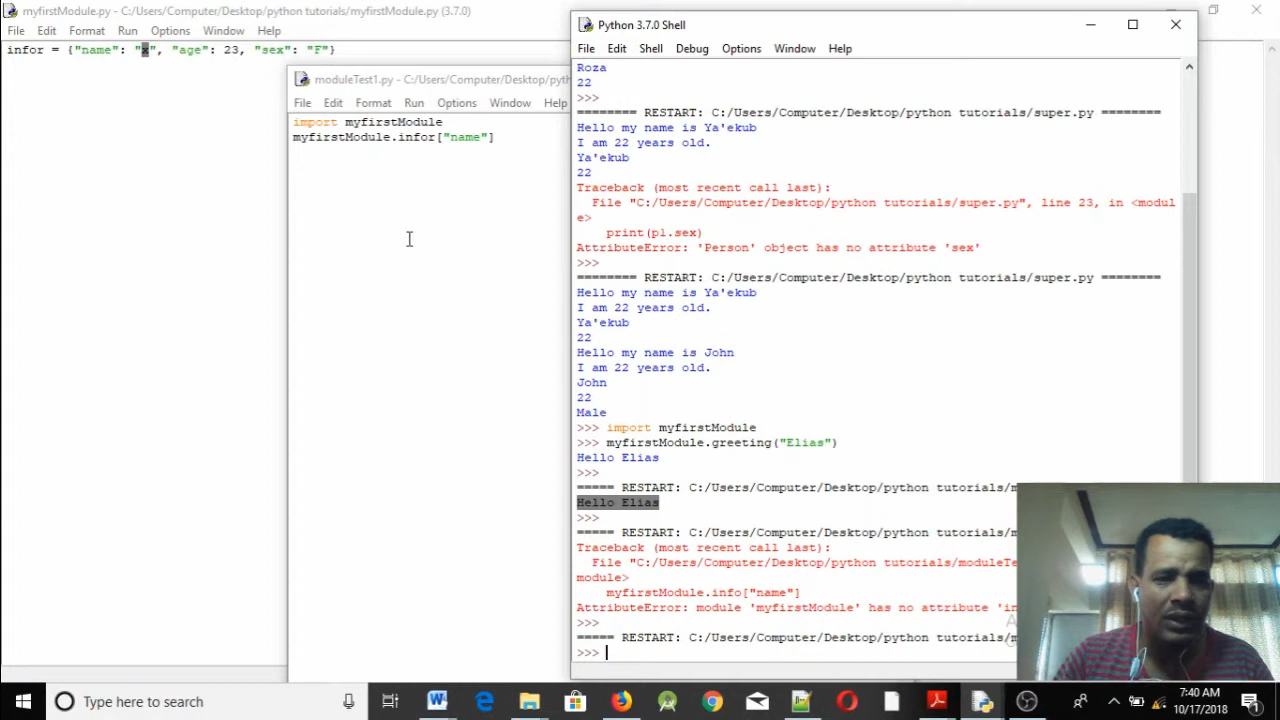 myfirstModule.py - C:/Users/Computer/Desktop/python tutorials/myfirstModule.py (3.7.0)
File Edit Format Run Options Window Help
infor = {"name": "x", "age": 23, "sex": "F"}
moduleTest1.py - C:/Users/Computer/Desktop/pyth
File Edit Format Run Options Window Help
import myfirstModule
myfirstModule.infor["name"]
Python 3.7.0 Shell
File Edit Shell Debug Options Window Help
Roza
22
>>>
======== RESTART: C:/Users/Computer/Desktop/python tutorials/super.py ========
Hello my name is Ya'ekub
I am 22 years old.
Ya'ekub
22
Traceback (most recent call last):
File "C:/Users/Computer/Desktop/python tutorials/super.py", line 23, in <modul
e>
print(p1.sex)
AttributeError: 'Person' object has no attribute 'sex'
>>>
======== RESTART: C:/Users/Computer/Desktop/python tutorials/super.py ========
Hello my name is Ya'ekub
I am 22 years old.
Ya'ekub
22
Hello my name is John
I am 22 years old.
John
22
Male
>>> import myfirstModule
>>> myfirstModule.greeting("Elias")
Hello Elias
>>>
===== RESTART: C:/Users/Computer/Desktop/python tutorials/m
Hello Elias
>>>
===== RESTART: C:/Users/Computer/Desktop/python tutorials/m
Traceback (most recent call last):
File "C:/Users/Computer/Desktop/python tutorials/moduleTe
module>
myfirstModule.info["name"]
AttributeError: module 'myfirstModule' has no attribute 'in
>>>
===== RESTART: C:/Users/Computer/Desktop/python tutorials/m
>>>
Type here to search
7:40 AM
10/17/2018